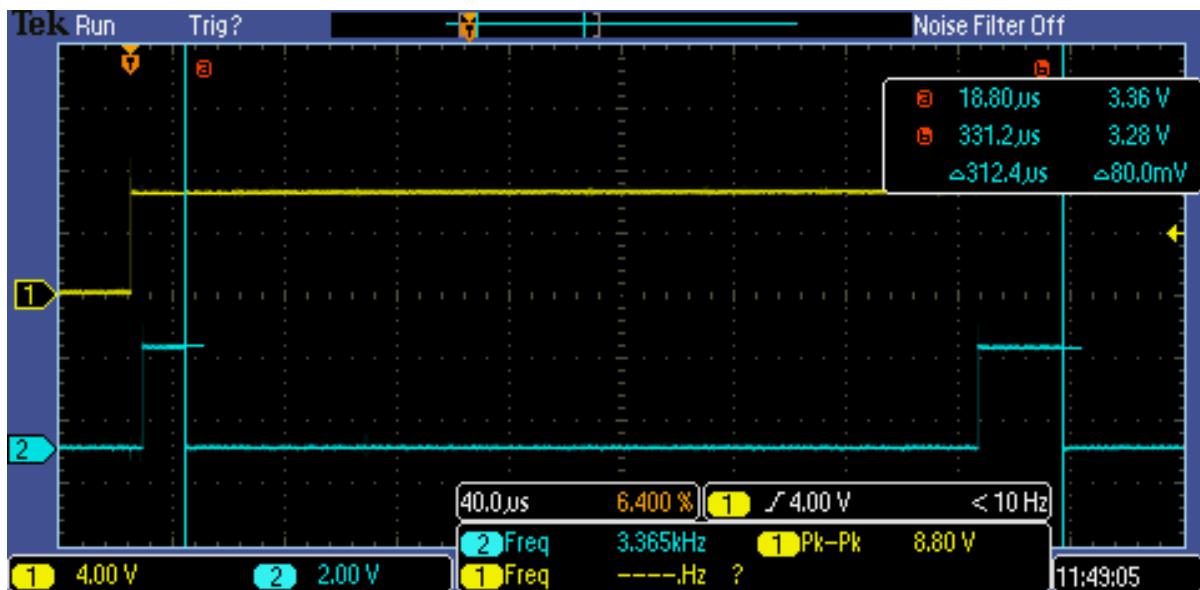 Tek Run Trig? Noise Filter Off
T
T a b
a 18.80µs 3.36 V
b 331.2µs 3.28 V
△312.4µs △80.0mV
1
2
40.0µs 6.400 % 1 ∫ 4.00 V < 10 Hz
2 Freq 3.365kHz 1 Pk-Pk 8.80 V
1 Freq ----.Hz ?
1 4.00 V 2 2.00 V 11:49:05